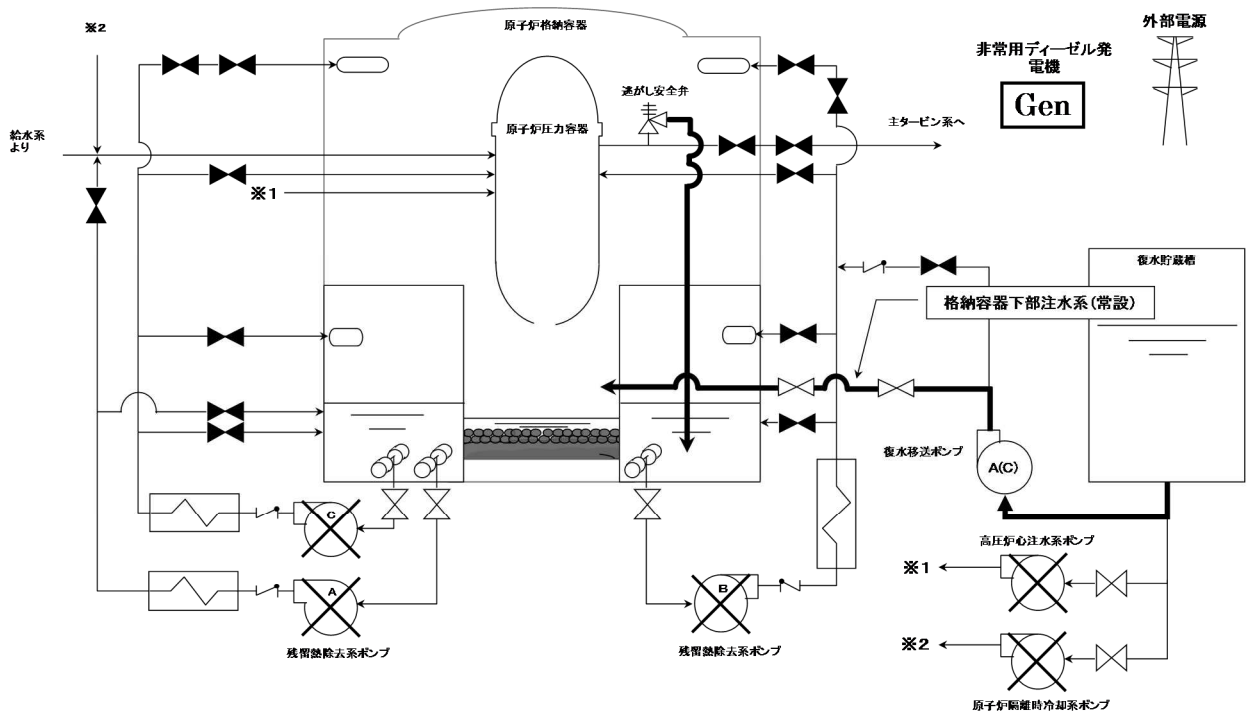 ※2
原子炉格納容器
外部電源
非常用ディーゼル発
電機
Gen
逃がし安全弁
給水系
より
原子炉圧力容器
主タービン系へ
※1
復水貯蔵槽
格納容器下部注水系(常設)
復水移送ポンプ
A(C)
C
高圧炉心注水系ポンプ
※1
A
B
残留熱除去系ポンプ
残留熱除去系ポンプ
※2
原子炉隔離時冷却系ポンプ